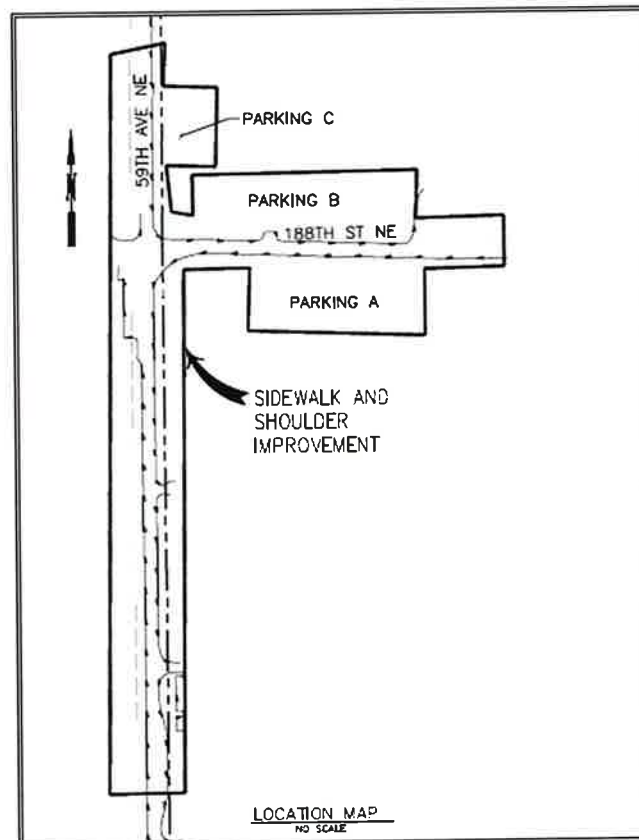 59TH AVE NE
PARKING C
N
PARKING B
188TH ST NE
PARKING A
SIDEWALK AND
SHOULDER
IMPROVEMENT
LOCATION MAP
NO SCALE